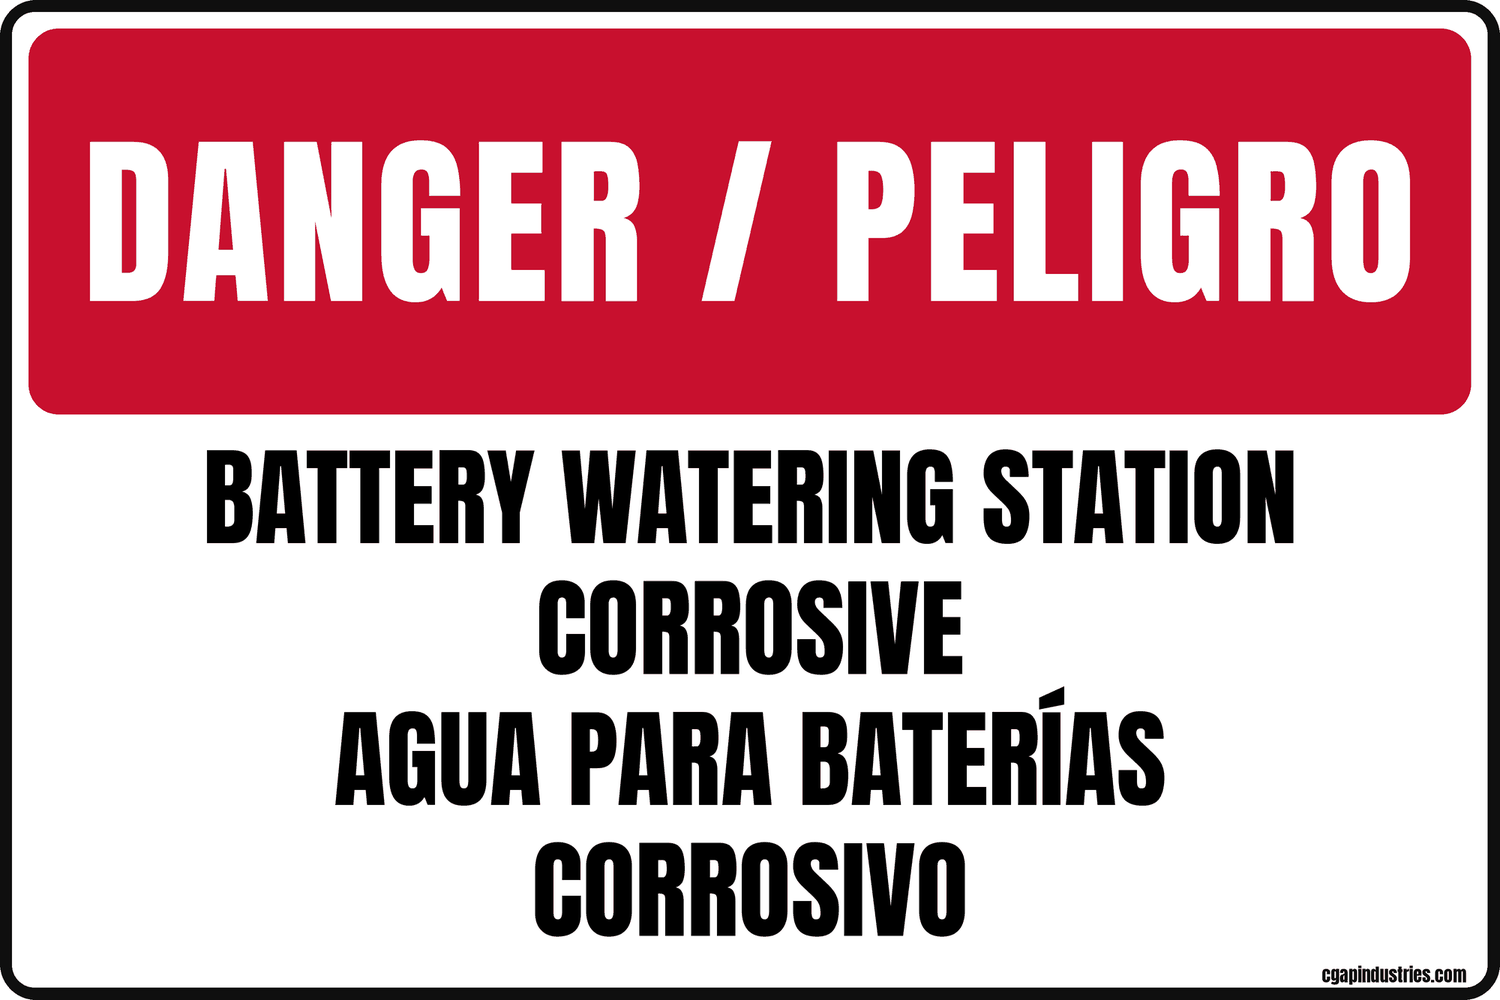 DANGER / PELIGRO
BATTERY WATERING STATION
CORROSIVE
AGUA PARA BATERÍAS
CORROSIVO
cgapindustries.com